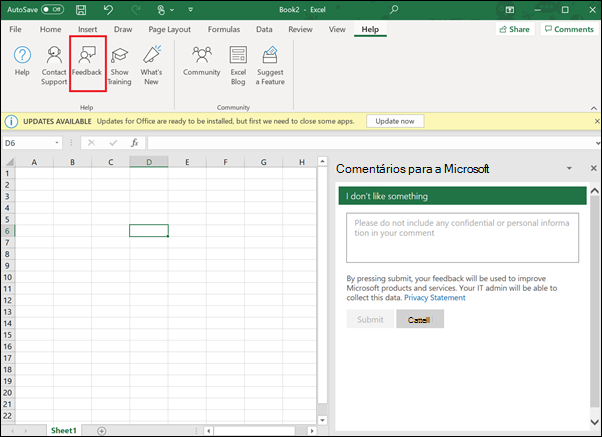 AutoSave Off Book2 - Excel
File Home Insert Draw Page Layout Formulas Data Review View Help Share Comments
Help Contact Support Feedback Show Training What's New Community Excel Blog Suggest a Feature
Help Community
UPDATES AVAILABLE Updates for Office are ready to be installed, but first we need to close some apps. Update now
D6 fx
A B C D E F G H
1
2
3
4
5
6
7
8
9
10
11
12
13
14
15
16
17
18
19
20
21
22
Sheet1
Comentários para a Microsoft
I don't like something
Please do not include any confidential or personal informa
tion in your comment
By pressing submit, your feedback will be used to improve
Microsoft products and services. Your IT admin will be able to
collect this data. Privacy Statement
Submit